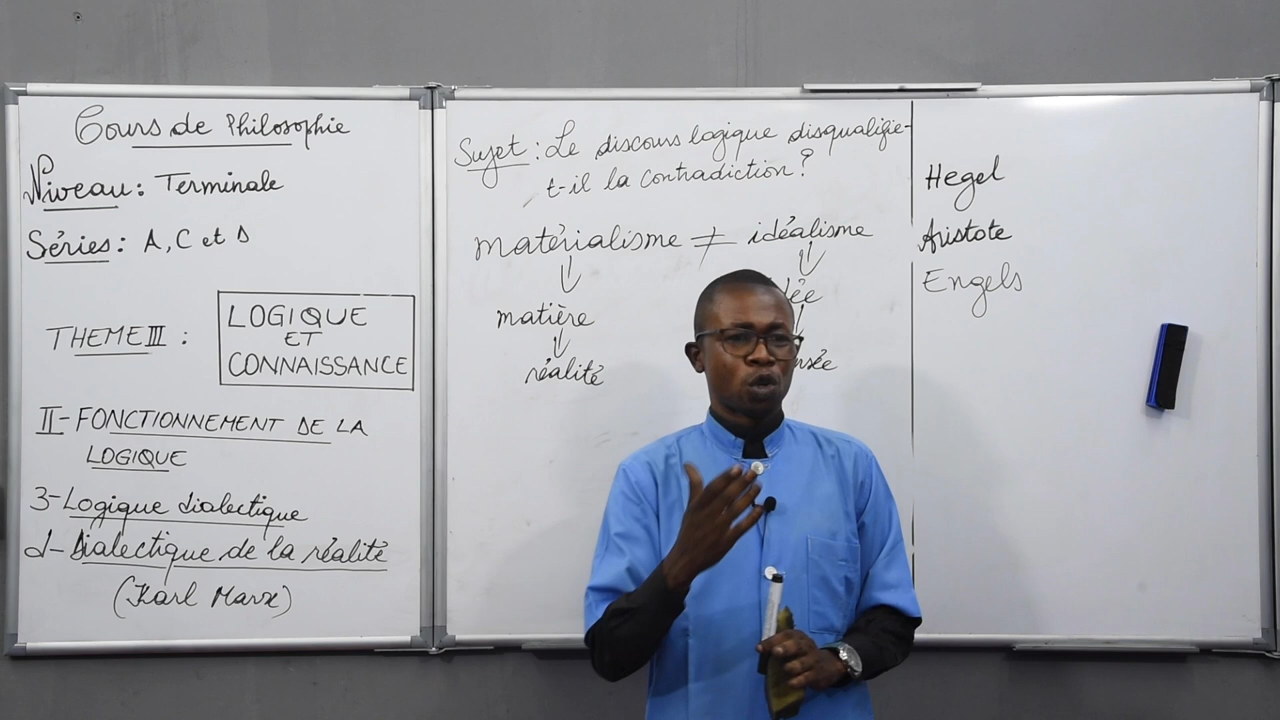 Cours de Philosophie
Niveau : Terminale
Séries : A, C et D
THEME III :
LOGIQUE
ET
CONNAISSANCE
II- FONCTIONNEMENT DE LA
LOGIQUE
3- Logique dialectique
d- Dialectique de la réalité
(Karl Marx)
Sujet : Le discours logique disqualifie-
t-il la contradiction ?
matérialisme ≠ idéalisme
matière
réalité
Hegel
Aristote
Engels